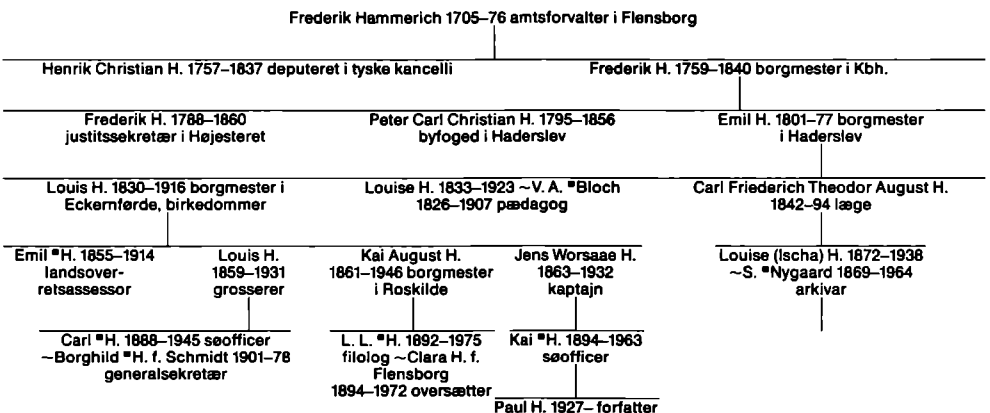 Frederik Hammerich 1705–76 amtsforvalter i Flensborg
Henrik Christian H. 1757–1837 deputeret i tyske kancelli
Frederik H. 1759–1840 borgmester i Kbh.
Frederik H. 1788–1860
justitssekretær i Højesteret
Peter Carl Christian H. 1795–1856
byfoged i Haderslev
Emil H. 1801–77 borgmester
i Haderslev
Louis H. 1830–1916 borgmester i
Eckernførde, birkedommer
Louise H. 1833–1923 ~V. A. *Bloch
1826–1907 pædagog
Carl Friederich Theodor August H.
1842–94 læge
Emil *H. 1855–1914
landsover-
retsassessor
Louis H.
1859–1931
grosserer
Kai August H.
1861–1946 borgmester
i Roskilde
Jens Worsaae H.
1863–1932
kaptajn
Louise (Ischa) H. 1872–1938
~S. *Nygaard 1869–1964
arkivar
Carl *H. 1888–1945 søofficer
~Borghild *H. f. Schmidt 1901–78
generalsekretær
L. L. *H. 1892–1975
filolog ~Clara H. f.
Flensborg
1894–1972 oversætter
Kai *H. 1894–1963
søofficer
Paul H. 1927– forfatter